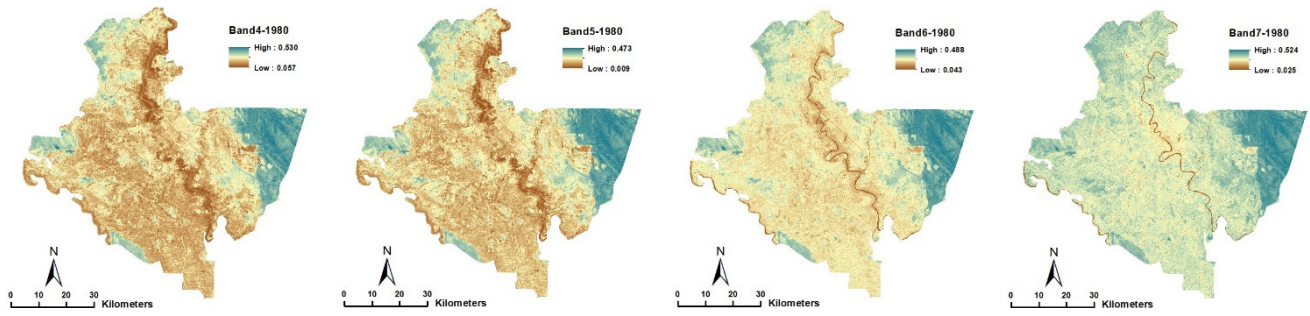 Band4-1980
High : 0.530
Low : 0.057
N
0 10 20 30
Kilometers
Band5-1980
High : 0.473
Low : 0.009
N
0 10 20 30
Kilometers
Band6-1980
High : 0.488
Low : 0.043
N
0 10 20 30
Kilometers
Band7-1980
High : 0.524
Low : 0.025
N
0 10 20 30
Kilometers